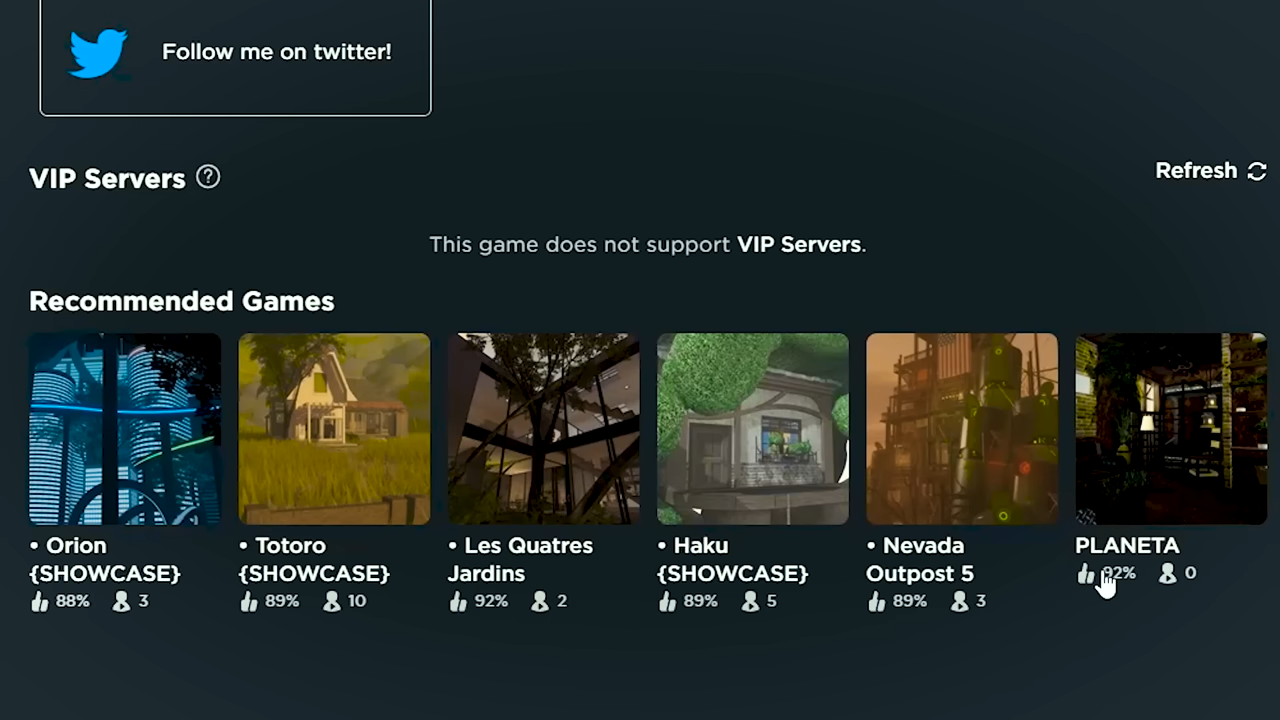 Follow me on twitter!
VIP Servers ?
Refresh
This game does not support VIP Servers.
Recommended Games
• Orion
{SHOWCASE}
88% 3
• Totoro
{SHOWCASE}
89% 10
• Les Quatres
Jardins
92% 2
• Haku
{SHOWCASE}
89% 5
• Nevada
Outpost 5
89% 3
PLANETA
92% 0